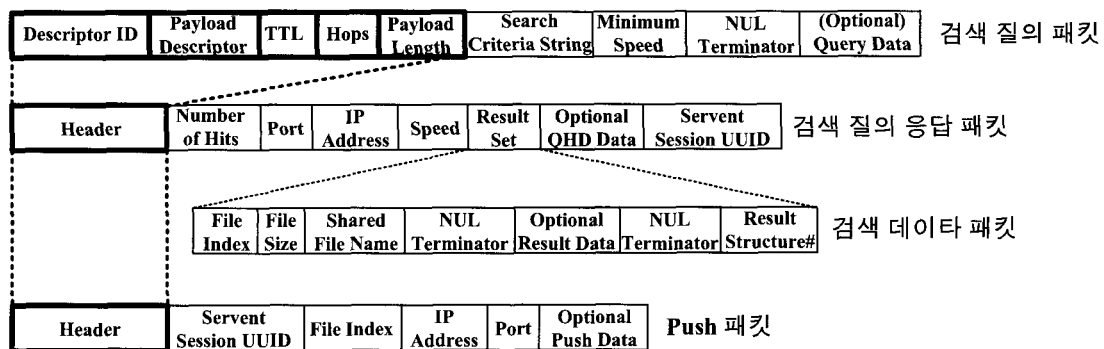 Descriptor ID Payload Descriptor TTL Hops Payload Length Search Criteria String Minimum Speed NUL Terminator (Optional) Query Data 검색 질의 패킷
Header Number of Hits Port IP Address Speed Result Set Optional QHD Data Servent Session UUID 검색 질의 응답 패킷
File Index File Size Shared File Name NUL Terminator Optional Result Data NUL Terminator Result Structure# 검색 데이타 패킷
Header Servent Session UUID File Index IP Address Port Optional Push Data Push 패킷